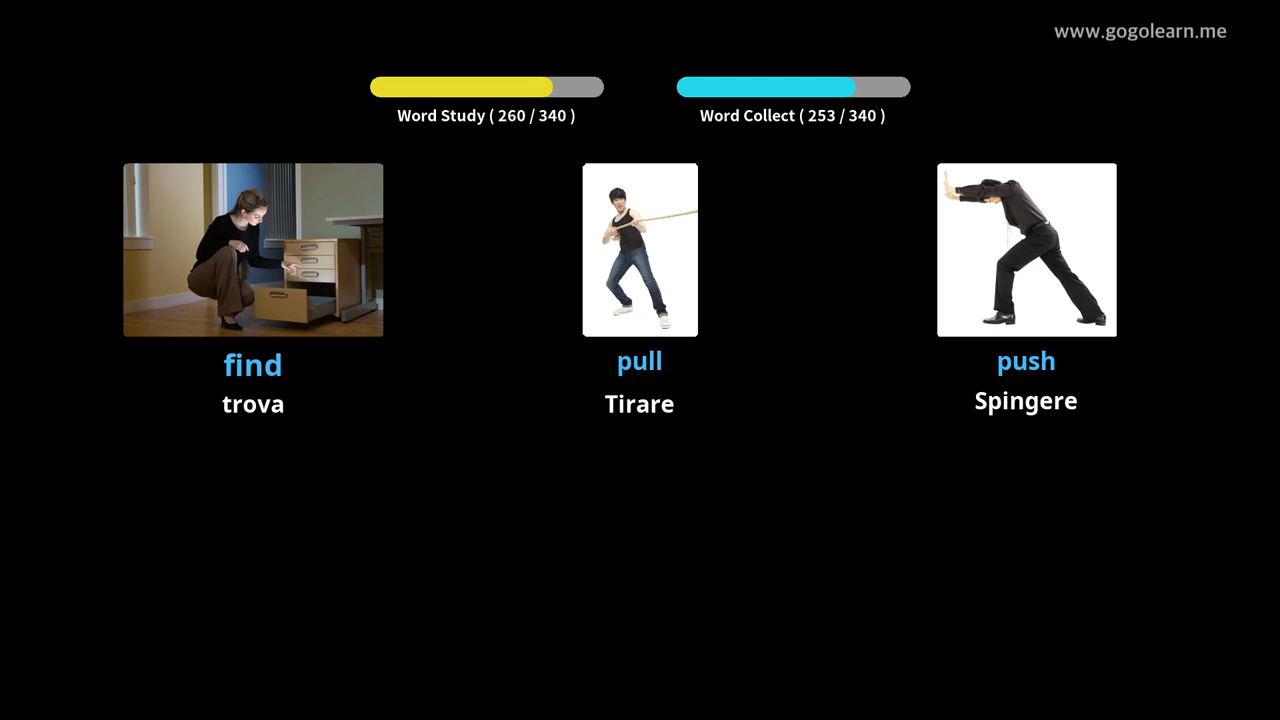 www.gogolearn.me
Word Study ( 260 / 340 )
Word Collect ( 253 / 340 )
find
trova
pull
Tirare
push
Spingere